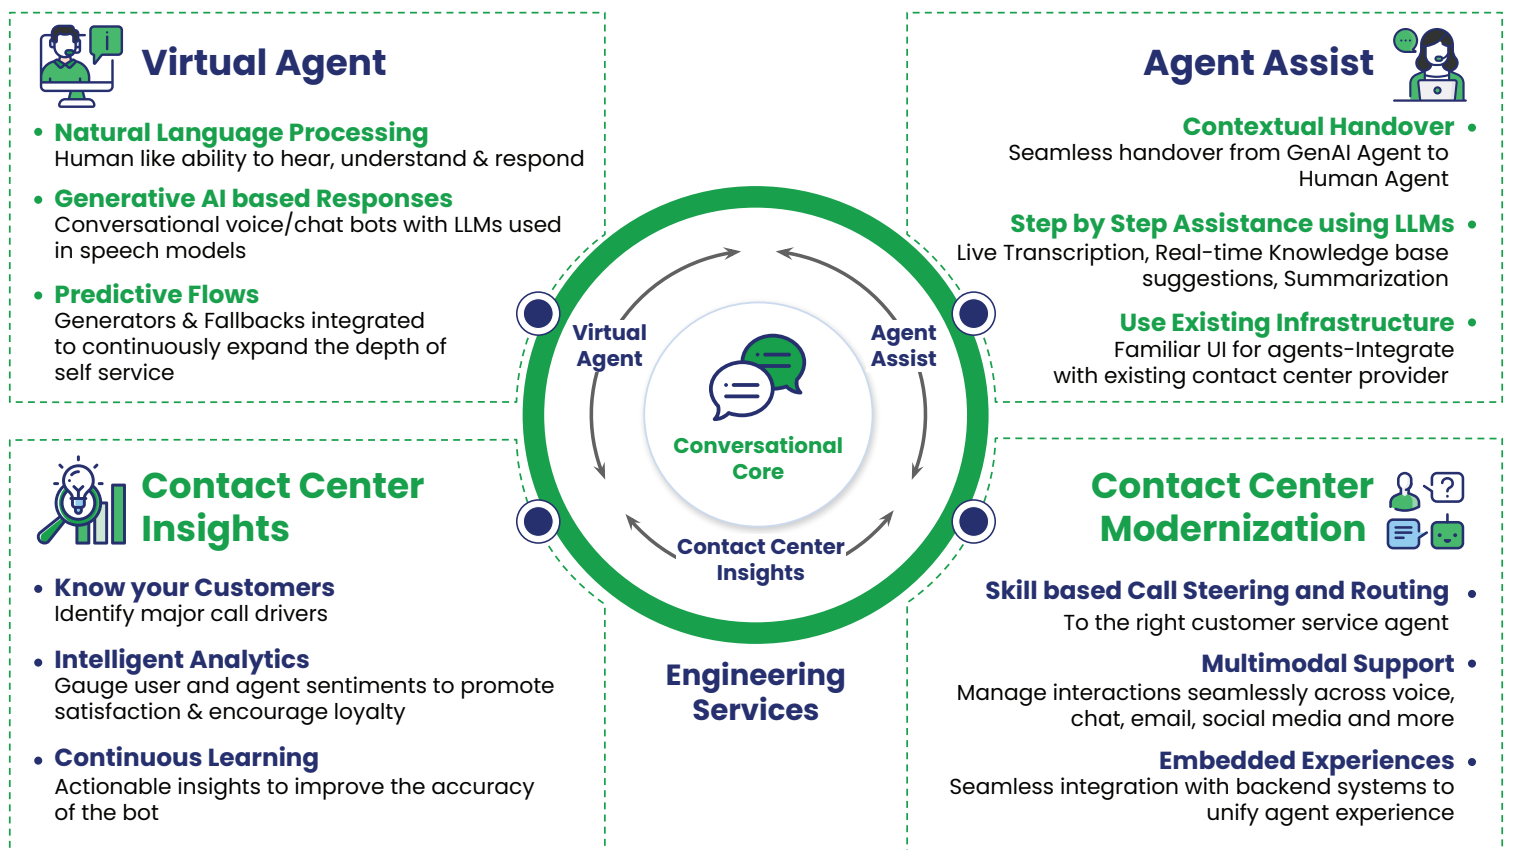 Virtual Agent
• Natural Language Processing
Human like ability to hear, understand & respond
• Generative AI based Responses
Conversational voice/chat bots with LLMs used
in speech models
• Predictive Flows
Generators & Fallbacks integrated
to continuously expand the depth of
self service
Agent Assist
Contextual Handover •
Seamless handover from GenAI Agent to
Human Agent
Step by Step Assistance using LLMs •
Live Transcription, Real-time Knowledge base
suggestions, Summarization
Use Existing Infrastructure •
Familiar UI for agents-Integrate
with existing contact center provider
Virtual
Agent
Agent
Assist
Conversational
Core
Contact Center
Insights
Engineering
Services
Contact Center
Insights
• Know your Customers
Identify major call drivers
• Intelligent Analytics
Gauge user and agent sentiments to promote
satisfaction & encourage loyalty
• Continuous Learning
Actionable insights to improve the accuracy
of the bot
Contact Center
Modernization
Skill based Call Steering and Routing •
To the right customer service agent
Multimodal Support •
Manage interactions seamlessly across voice,
chat, email, social media and more
Embedded Experiences •
Seamless integration with backend systems to
unify agent experience